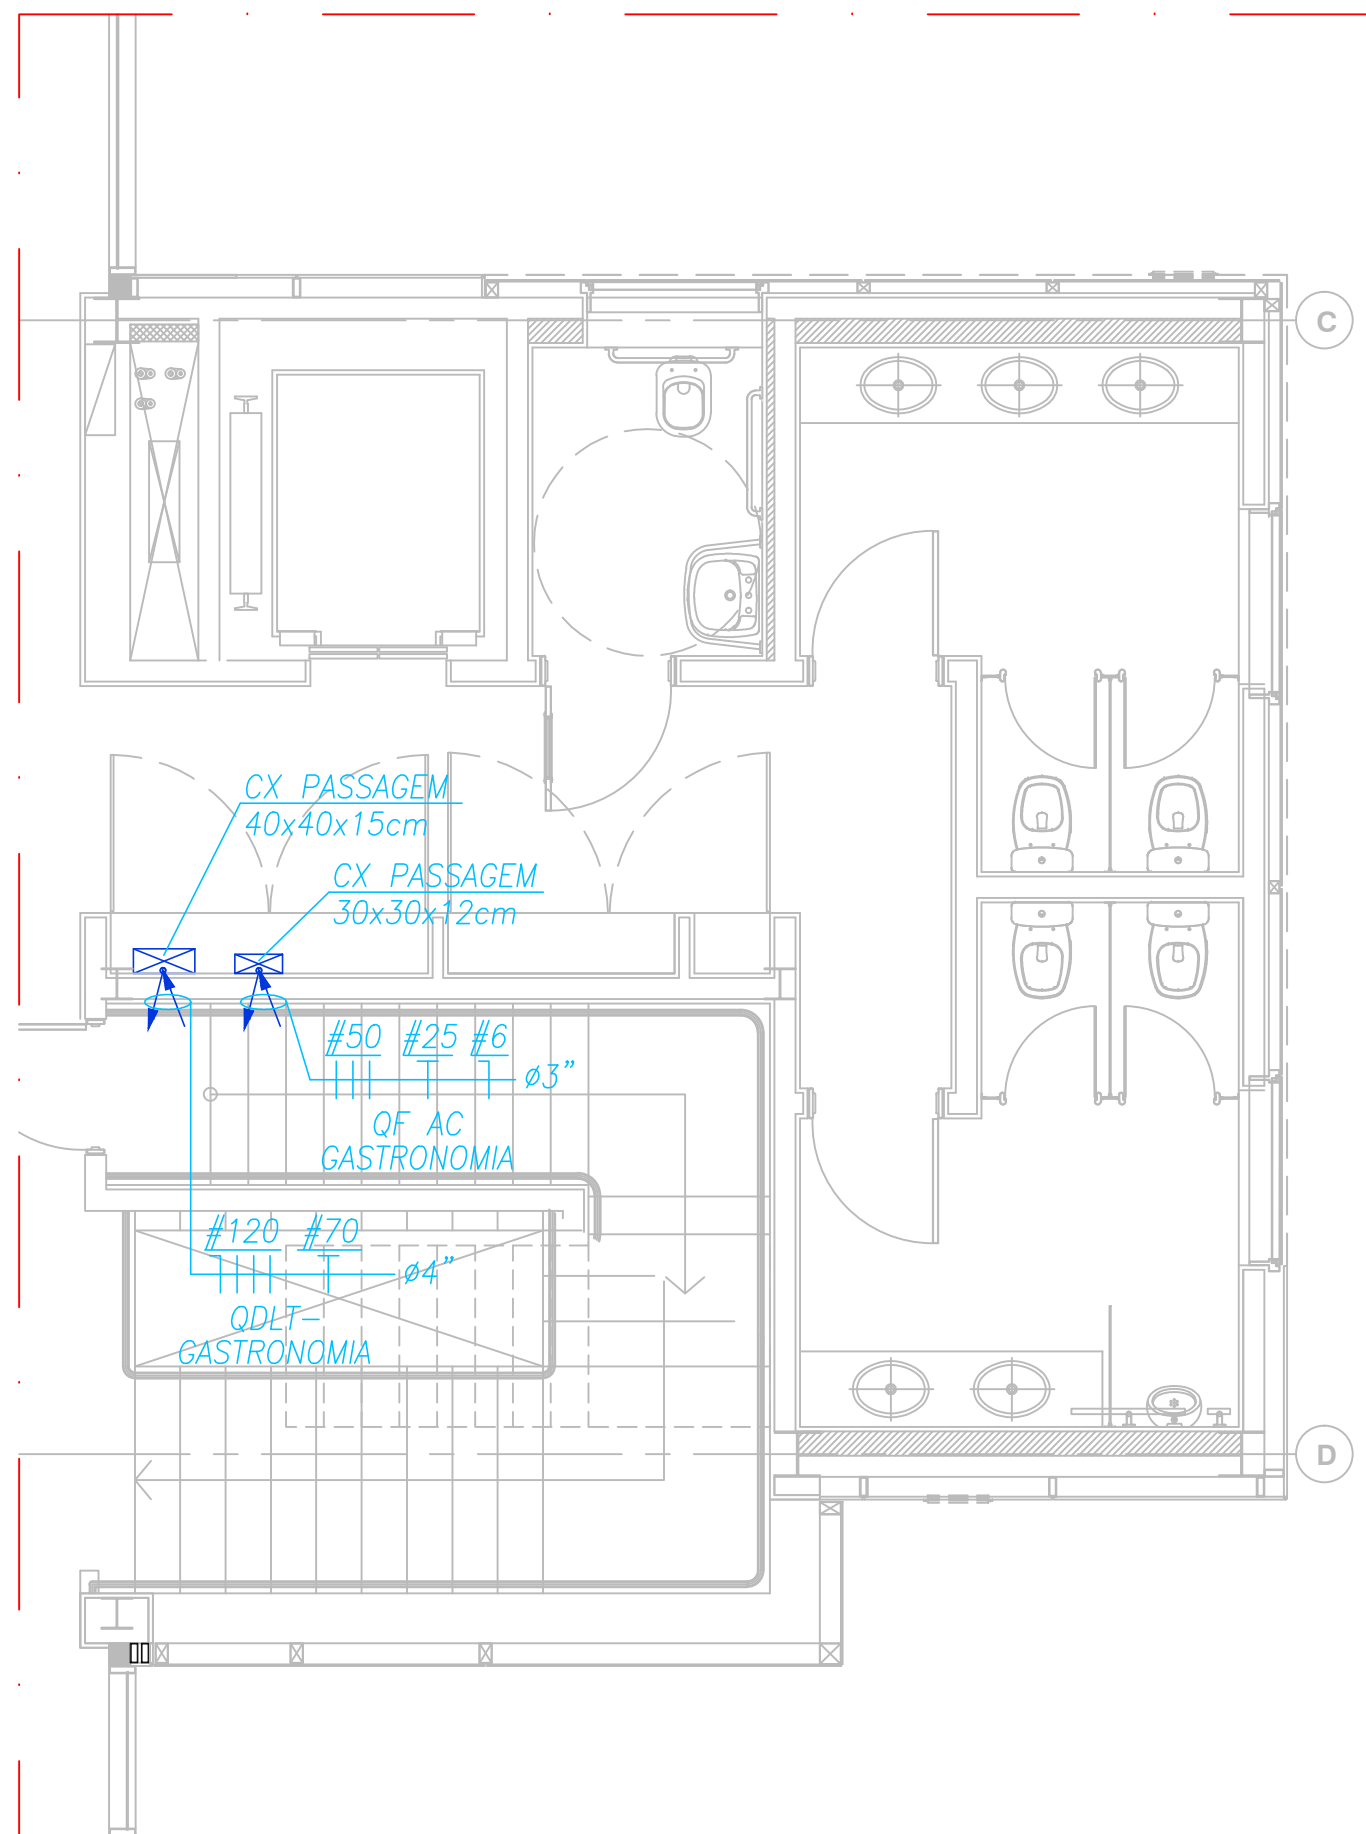 C
CX PASSAGEM
40x40x15cm
CX PASSAGEM
30x30x12cm
#50 #25 #6
ø3”
QF AC
GASTRONOMIA
#120 #70
ø4”
QDLT-
GASTRONOMIA
D